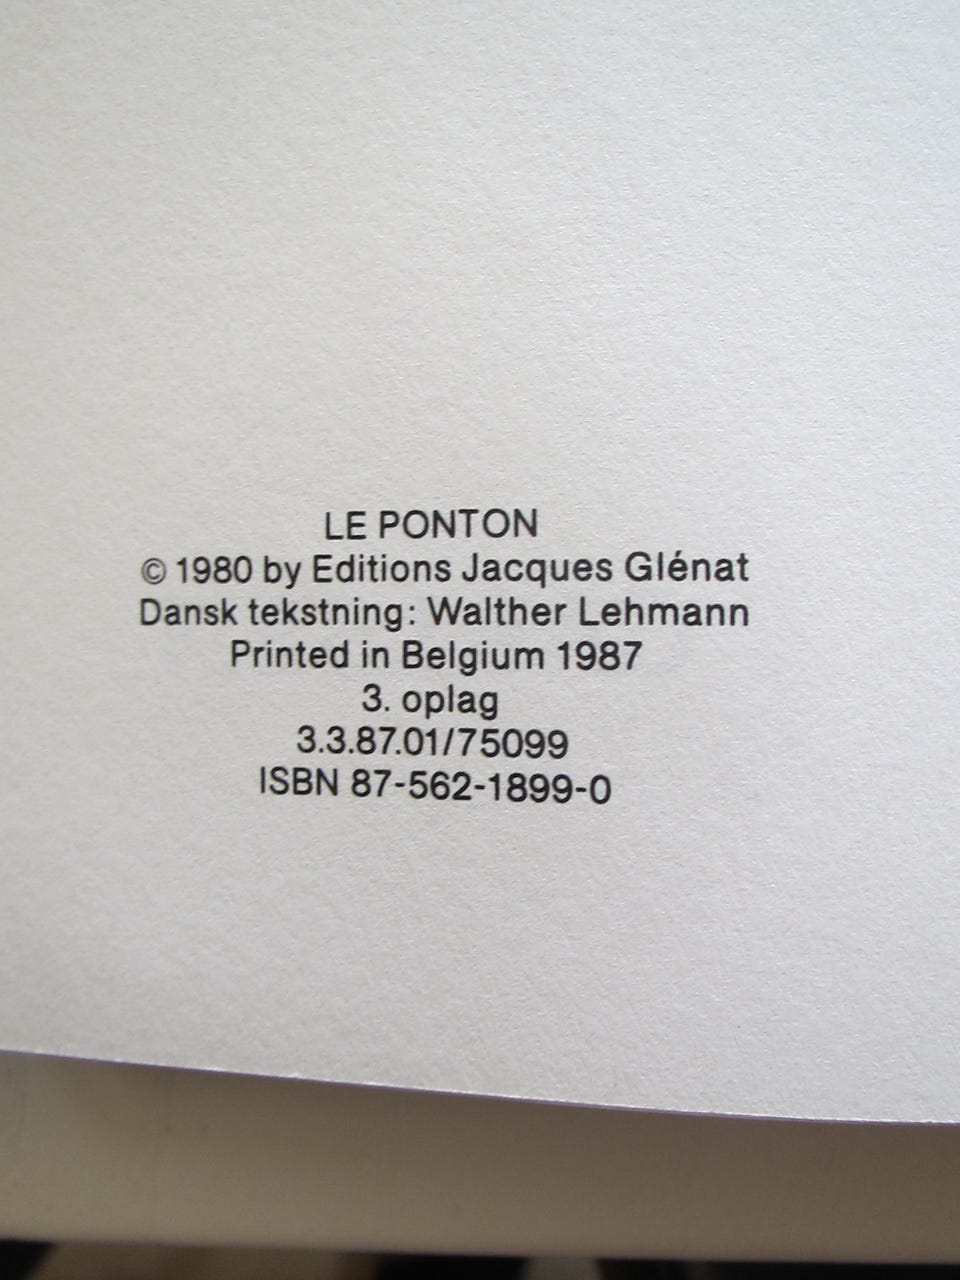 LE PONTON
© 1980 by Editions Jacques Glénat
Dansk tekstning: Walther Lehmann
Printed in Belgium 1987
3. oplag
3.3.87.01/75099
ISBN 87-562-1899-0